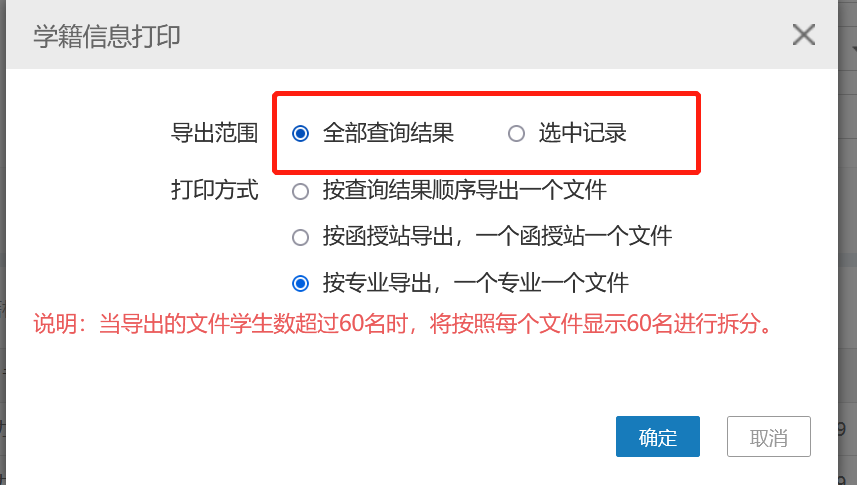 学籍信息打印
导出范围 全部查询结果 选中记录
打印方式 按查询结果顺序导出一个文件
按函授站导出，一个函授站一个文件
按专业导出，一个专业一个文件
说明：当导出的文件学生数超过60名时，将按照每个文件显示60名进行拆分。
确定 取消